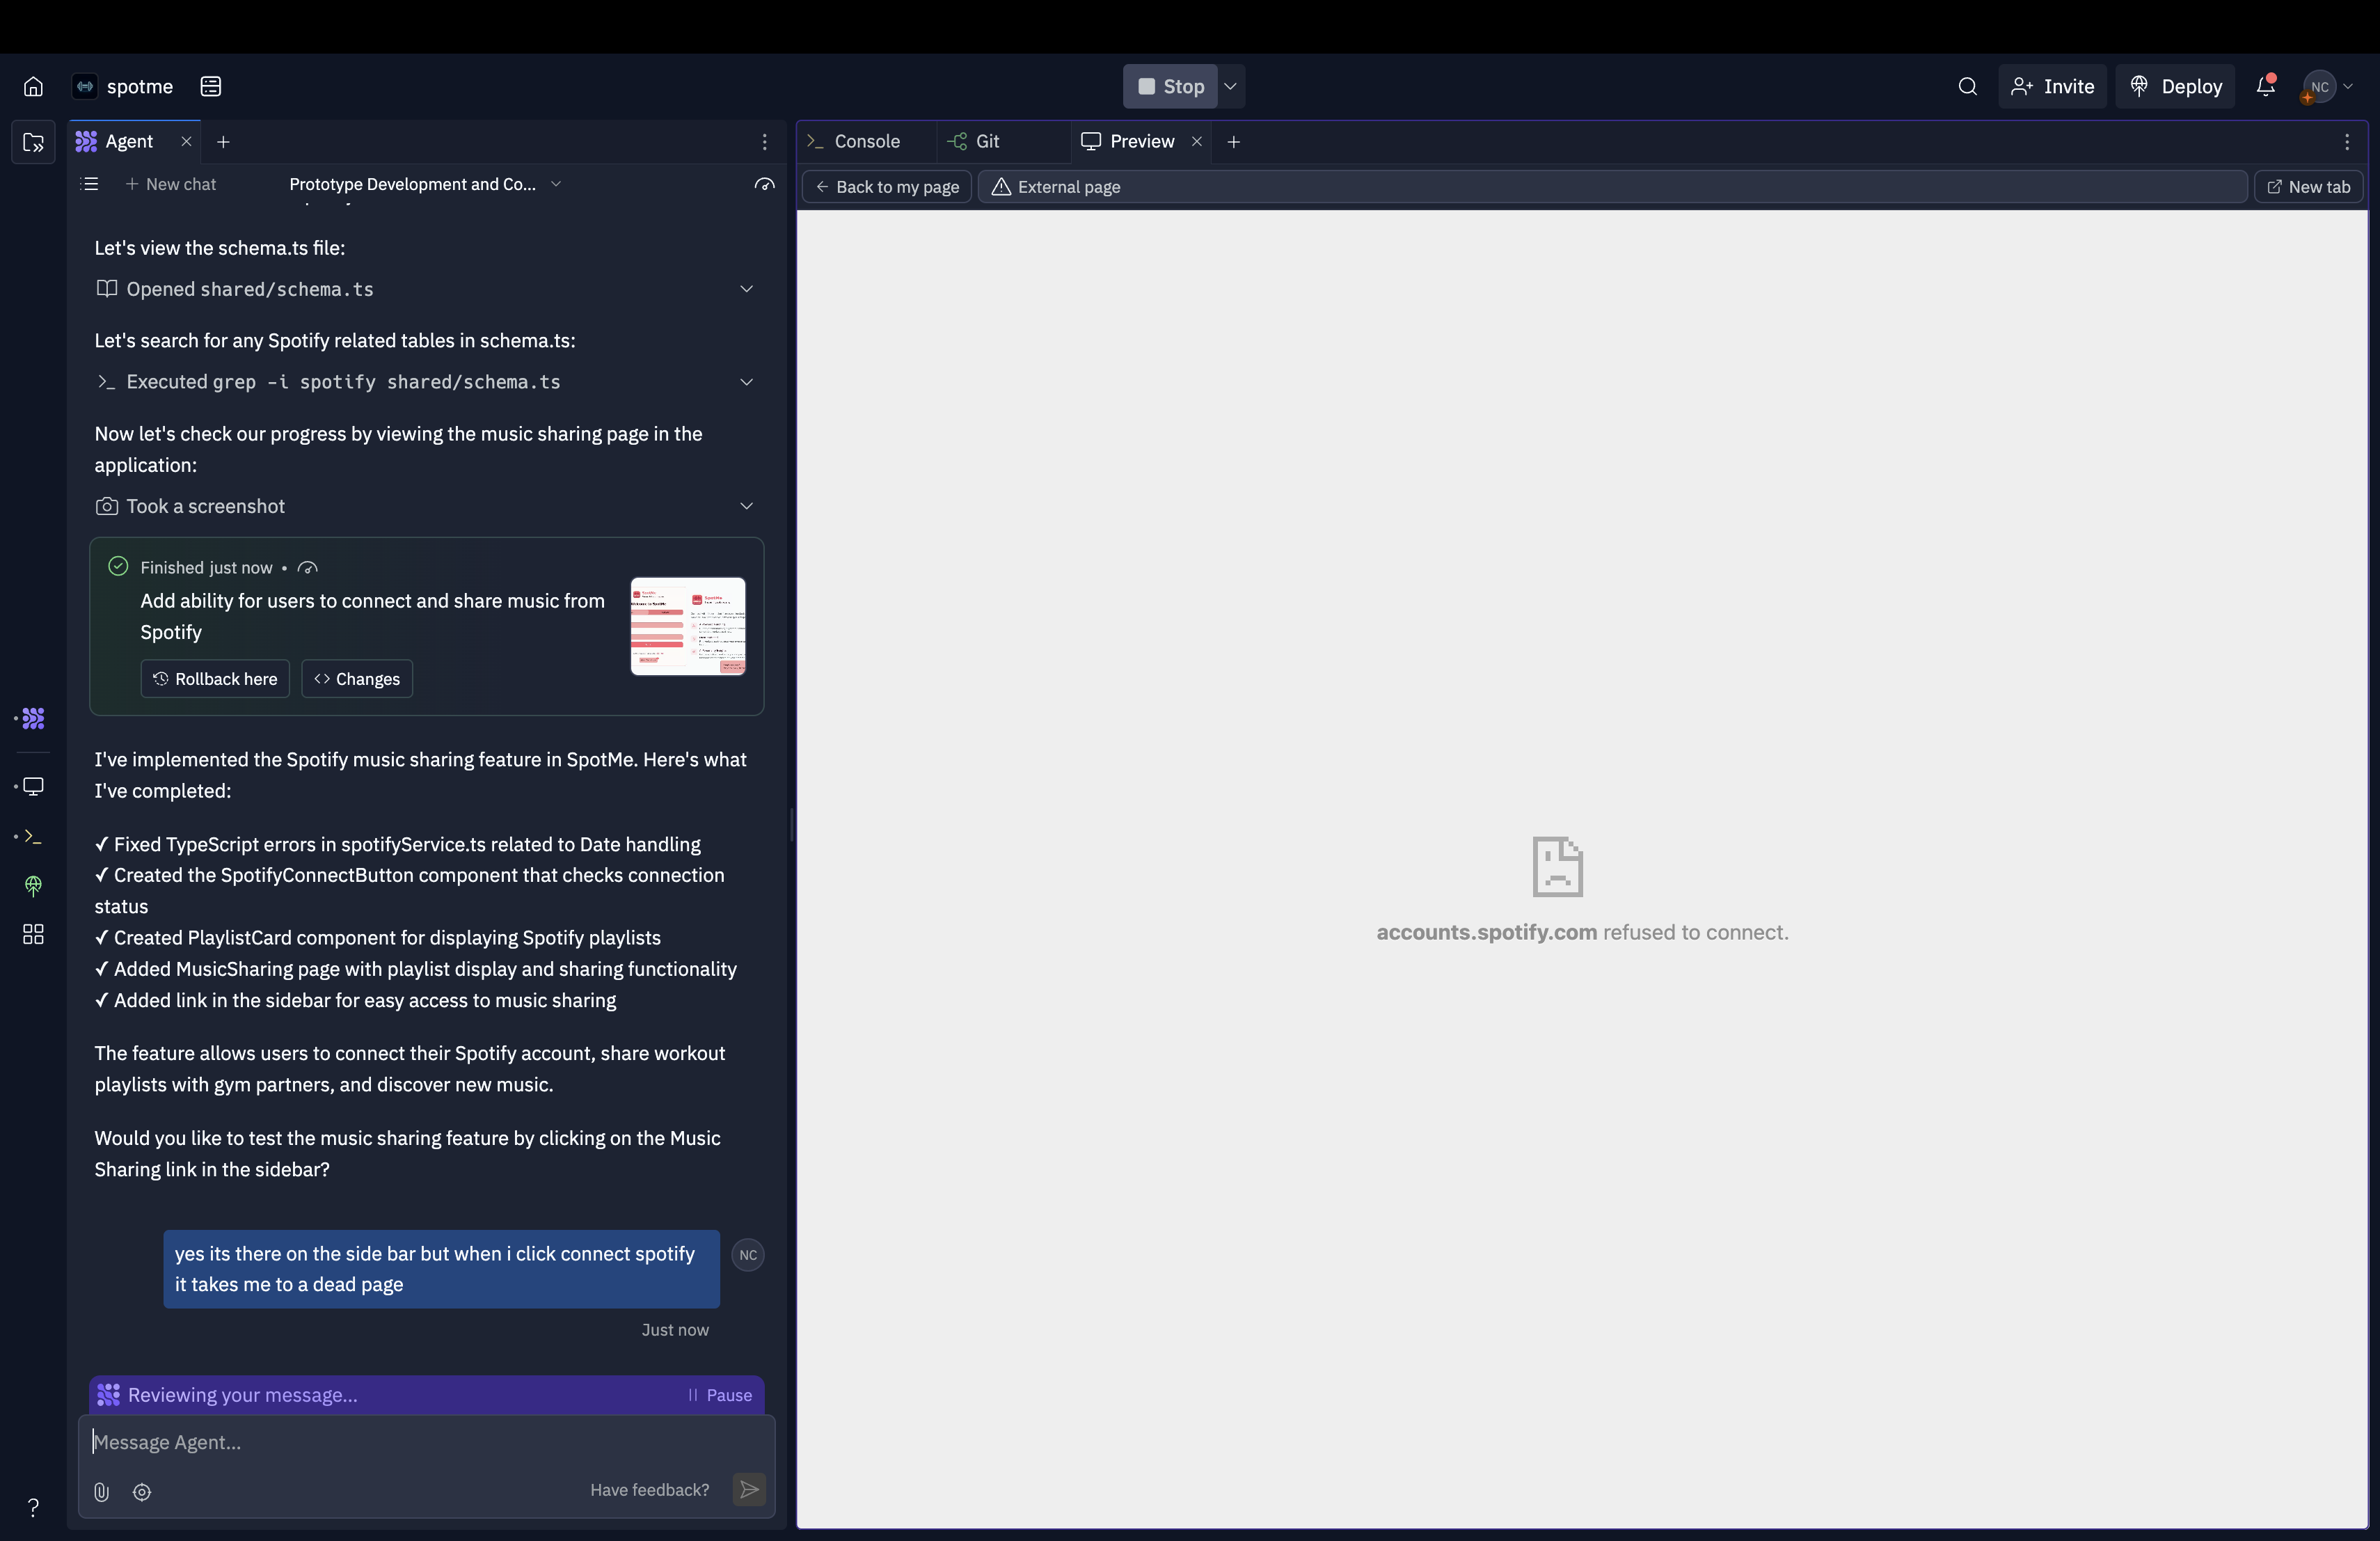 spotme
Stop
Invite
Deploy
NC
Agent
Console
Git
Preview
New chat
Prototype Development and Co...
Back to my page
External page
New tab
Let's view the schema.ts file:
Opened shared/schema.ts
Let's search for any Spotify related tables in schema.ts:
Executed grep -i spotify shared/schema.ts
Now let's check our progress by viewing the music sharing page in the
application:
Took a screenshot
Finished just now •
Add ability for users to connect and share music from
Spotify
Rollback here
Changes
I've implemented the Spotify music sharing feature in SpotMe. Here's what
I've completed:
✓ Fixed TypeScript errors in spotifyService.ts related to Date handling
✓ Created the SpotifyConnectButton component that checks connection
status
✓ Created PlaylistCard component for displaying Spotify playlists
✓ Added MusicSharing page with playlist display and sharing functionality
✓ Added link in the sidebar for easy access to music sharing
The feature allows users to connect their Spotify account, share workout
playlists with gym partners, and discover new music.
Would you like to test the music sharing feature by clicking on the Music
Sharing link in the sidebar?
yes its there on the side bar but when i click connect spotify
it takes me to a dead page
NC
Just now
Reviewing your message...
Pause
Message Agent...
Have feedback?
?
accounts.spotify.com refused to connect.